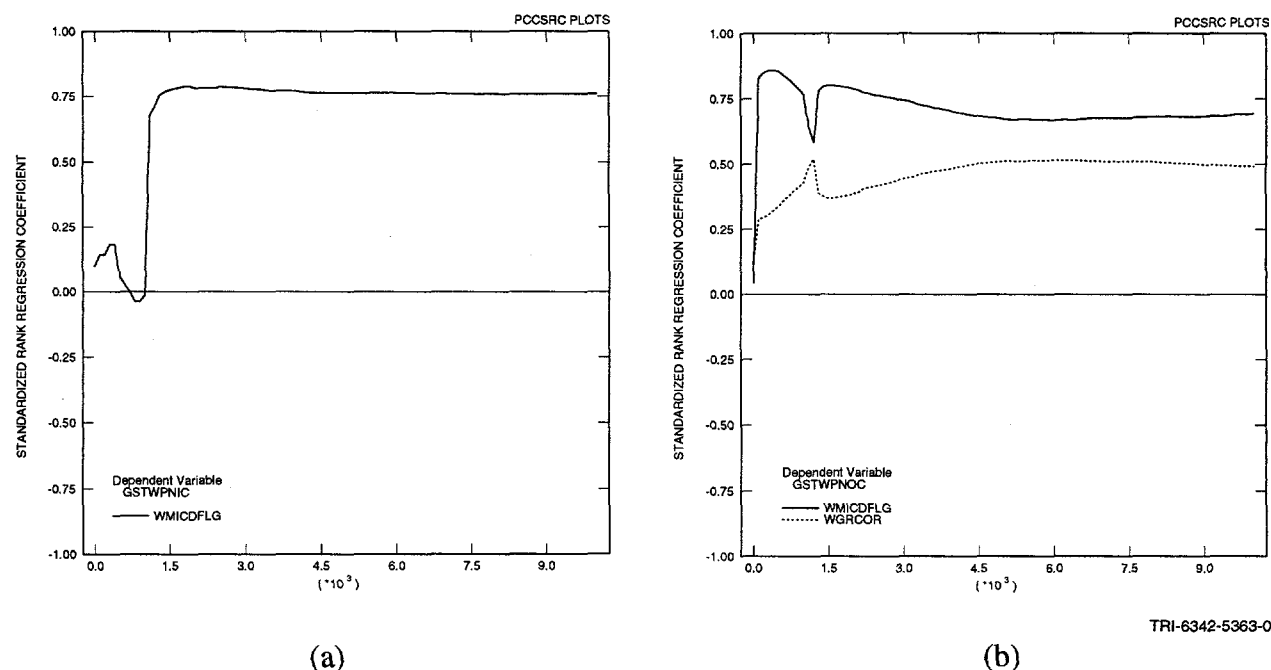 PCCSRC PLOTS
1.00
0.75
0.50
0.25
0.00
-0.25
-0.50
-0.75
-1.00
STANDARDIZED RANK REGRESSION COEFFICIENT
Dependent Variable
GSTWPNIC
WMICDFLG
0.0 1.5 3.0 4.5 6.0 7.5 9.0
(*10 3 )
(a)
PCCSRC PLOTS
1.00
0.75
0.50
0.25
0.00
-0.25
-0.50
-0.75
-1.00
STANDARDIZED RANK REGRESSION COEFFICIENT
Dependent Variable
GSTWPNOC
WMICDFLG
WGRCOR
0.0 1.5 3.0 4.5 6.0 7.5 9.0
(*10 3 )
TRI-6342-5363-0
(b)